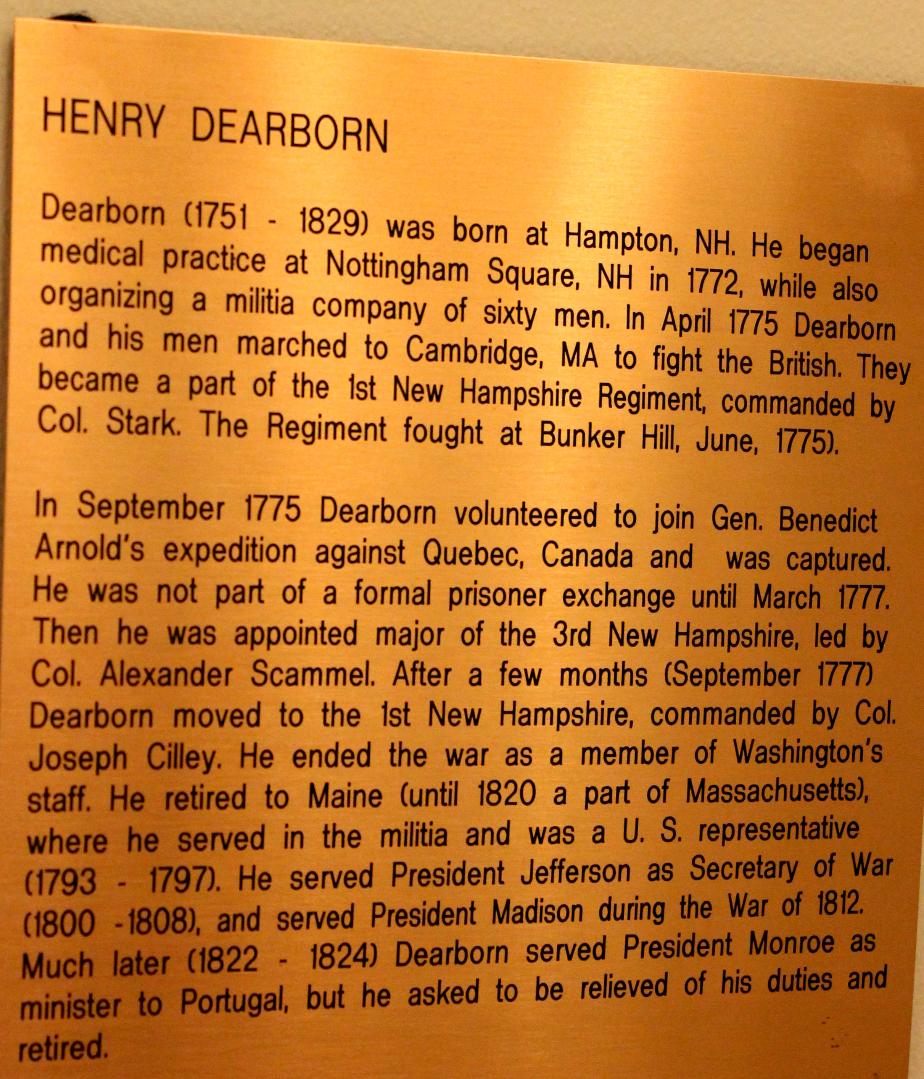 HENRY DEARBORN
Dearborn (1751 - 1829) was born at Hampton, NH. He began
medical practice at Nottingham Square, NH in 1772, while also
organizing a militia company of sixty men. In April 1775 Dearborn
and his men marched to Cambridge, MA to fight the British. They
became a part of the 1st New Hampshire Regiment, commanded by
Col. Stark. The Regiment fought at Bunker Hill, June, 1775).
In September 1775 Dearborn volunteered to join Gen. Benedict
Arnold's expedition against Quebec, Canada and was captured.
He was not part of a formal prisoner exchange until March 1777.
Then he was appointed major of the 3rd New Hampshire, led by
Col. Alexander Scammel. After a few months (September 1777)
Dearborn moved to the 1st New Hampshire, commanded by Col.
Joseph Cilley. He ended the war as a member of Washington's
staff. He retired to Maine (until 1820 a part of Massachusetts),
where he served in the militia and was a U. S. representative
(1793 - 1797). He served President Jefferson as Secretary of War
(1800 -1808), and served President Madison during the War of 1812.
Much later (1822 - 1824) Dearborn served President Monroe as
minister to Portugal, but he asked to be relieved of his duties and
retired.